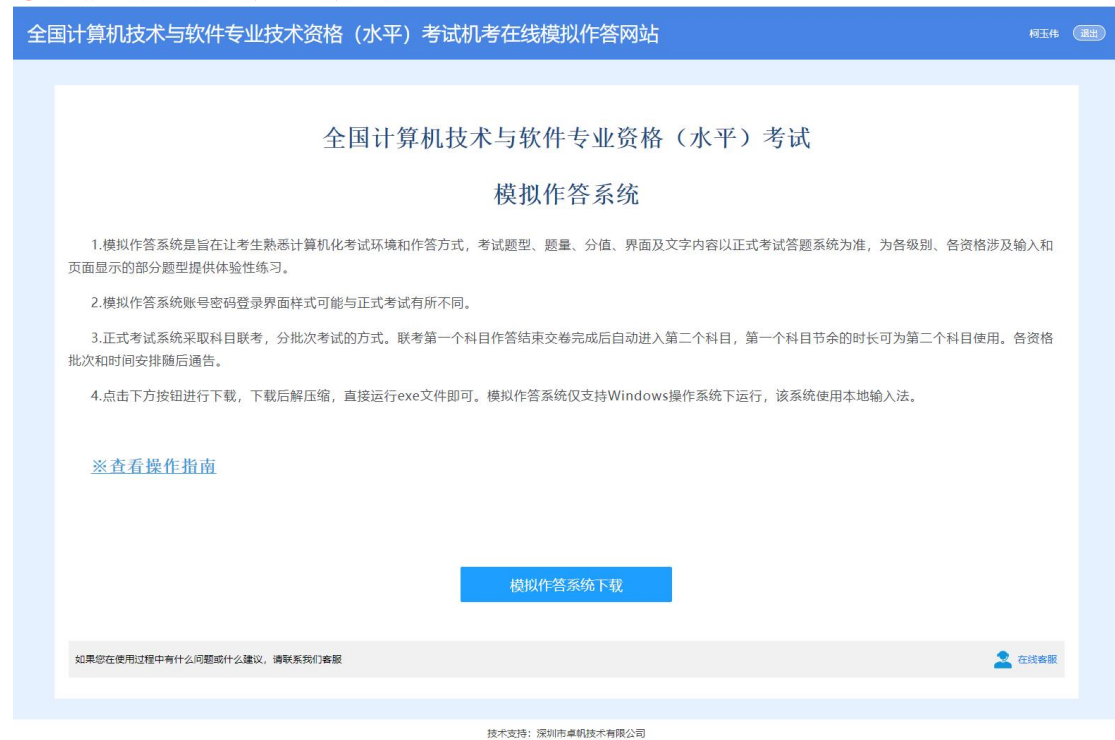 全国计算机技术与软件专业技术资格（水平）考试机考在线模拟作答网站
柯玉伟
退出
全国计算机技术与软件专业资格（水平）考试
模拟作答系统
1.模拟作答系统是旨在让考生熟悉计算机化考试环境和作答方式，考试题型、题量、分值、界面及文字内容以正式考试答题系统为准，为各级别、各资格涉及输入和
页面显示的部分题型提供体验性练习。
2.模拟作答系统账号密码登录界面样式可能与正式考试有所不同。
3.正式考试系统采取科目联考，分批次考试的方式。联考第一个科目作答结束交卷完成后自动进入第二个科目，第一个科目节余的时长可为第二个科目使用。各资格
批次和时间安排随后通告。
4.点击下方按钮进行下载，下载后解压缩，直接运行exe文件即可。模拟作答系统仅支持Windows操作系统下运行，该系统使用本地输入法。
※查看操作指南
模拟作答系统下载
如果您在使用过程中有什么问题或什么建议，请联系我们客服
在线客服
技术支持：深圳市卓帆技术有限公司